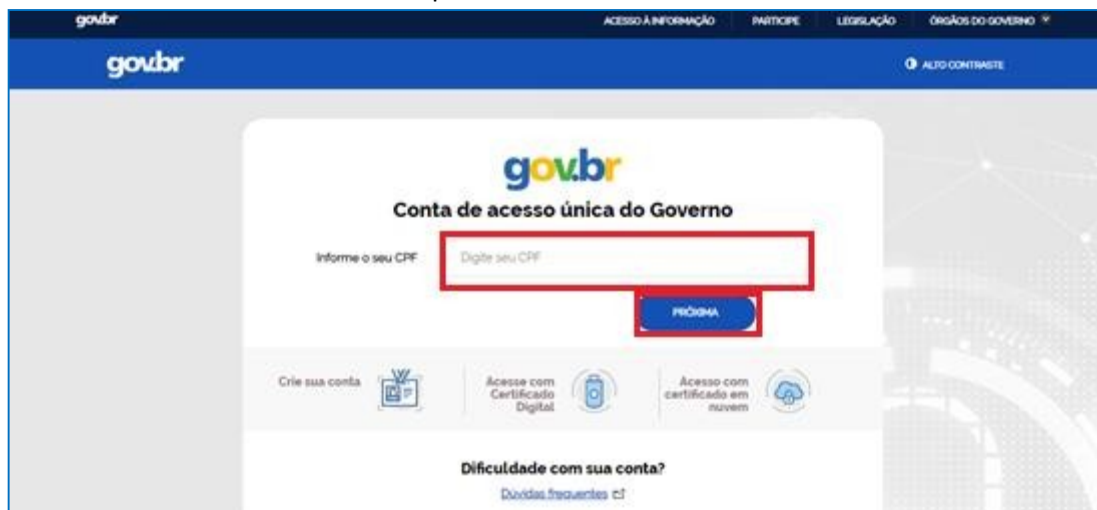 gov.br ACESSO À INFORMAÇÃO PARTICIPE LEGISLAÇÃO ÓRGÃOS DO GOVERNO
gov.br ALTO CONTRASTE
gov.br
Conta de acesso única do Governo
Informe o seu CPF Digite seu CPF
PRÓXIMA
Crie sua conta
Acesse com
Certificado
Digital
Acesso com
certificado em
nuvem
Dificuldade com sua conta?
Dúvidas frequentes